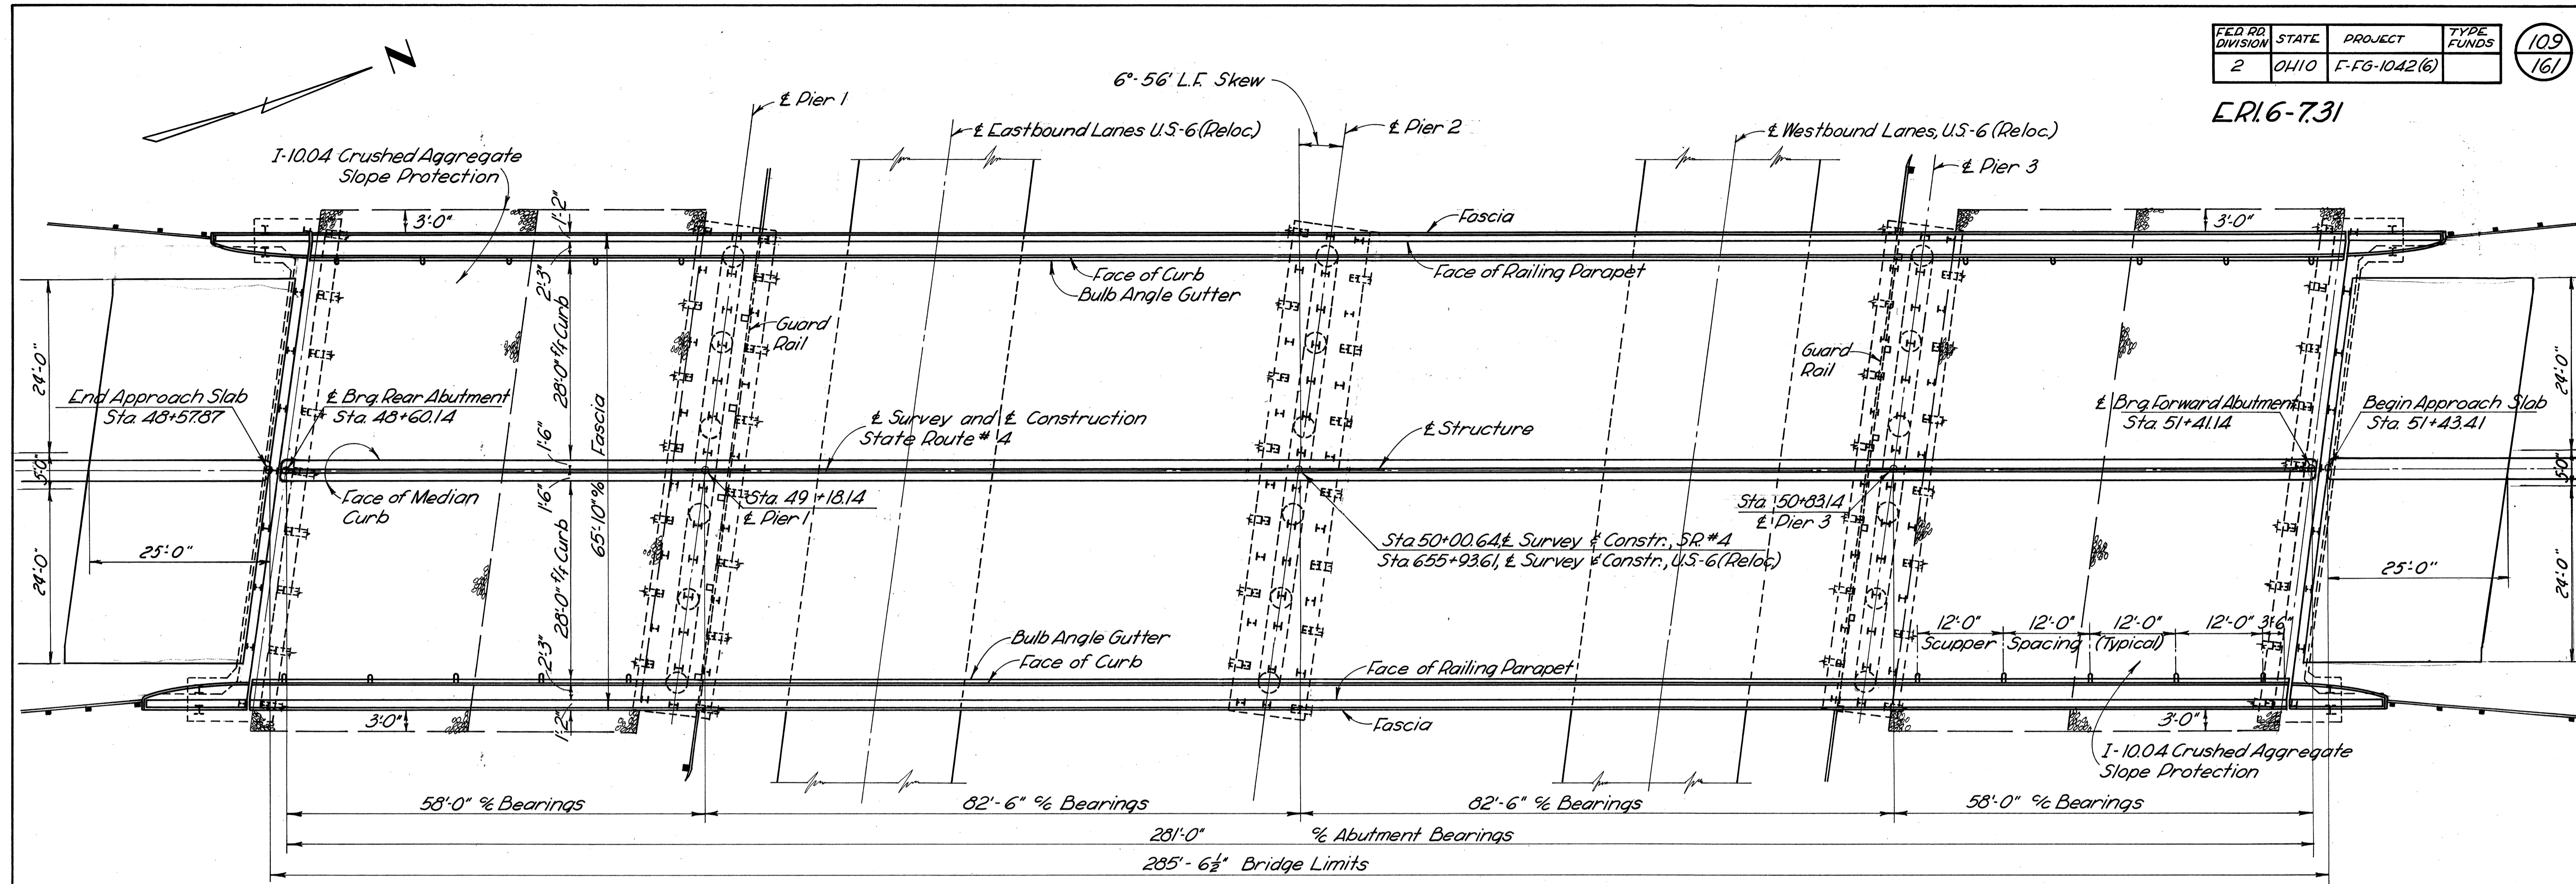 FED. RD. DIVISION STATE PROJECT TYPE FUNDS
2 OHIO F-FG-1042(6)
109
161
ERI.6-7.31
N
6°-56' L.F. Skew
℄ Pier 1
℄ Eastbound Lanes U.S.-6 (Reloc.)
℄ Pier 2
℄ Westbound Lanes, U.S.-6 (Reloc.)
℄ Pier 3
I-10.04 Crushed Aggregate
Slope Protection
3'-0"
1'-2"
Fascia
3'-0"
2'-3"
Face of Curb
Bulb Angle Gutter
Face of Railing Parapet
Guard
Rail
Guard
Rail
24'-0"
28'-0" f/f Curb
24'-0"
End Approach Slab
Sta. 48+57.87
℄ Brg. Rear Abutment
Sta. 48+60.14
65'-10" o/o Fascia
℄ Survey and ℄ Construction
State Route #4
℄ Structure
℄ Brg. Forward Abutment
Sta. 51+41.14
Begin Approach Slab
Sta. 51+43.41
1'-6"
5'-0"
5'-0"
1'-6"
Face of Median
Curb
Sta. 49+18.14
℄ Pier 1
Sta. 50+83.14
℄ Pier 3
Sta. 50+00.64, ℄ Survey & Constr., S.R. #4
Sta. 655+93.61, ℄ Survey & Constr., U.S.-6 (Reloc.)
25'-0"
25'-0"
24'-0"
28'-0" f/f Curb
24'-0"
12'-0" 12'-0" 12'-0" 12'-0" 3'-6"
Scupper Spacing (Typical)
2'-3"
Bulb Angle Gutter
Face of Curb
Face of Railing Parapet
3'-0"
1'-2"
Fascia
3'-0"
I-10.04 Crushed Aggregate
Slope Protection
58'-0" c/c Bearings
82'-6" c/c Bearings
82'-6" c/c Bearings
58'-0" c/c Bearings
281'-0" c/c Abutment Bearings
285'-6½" Bridge Limits